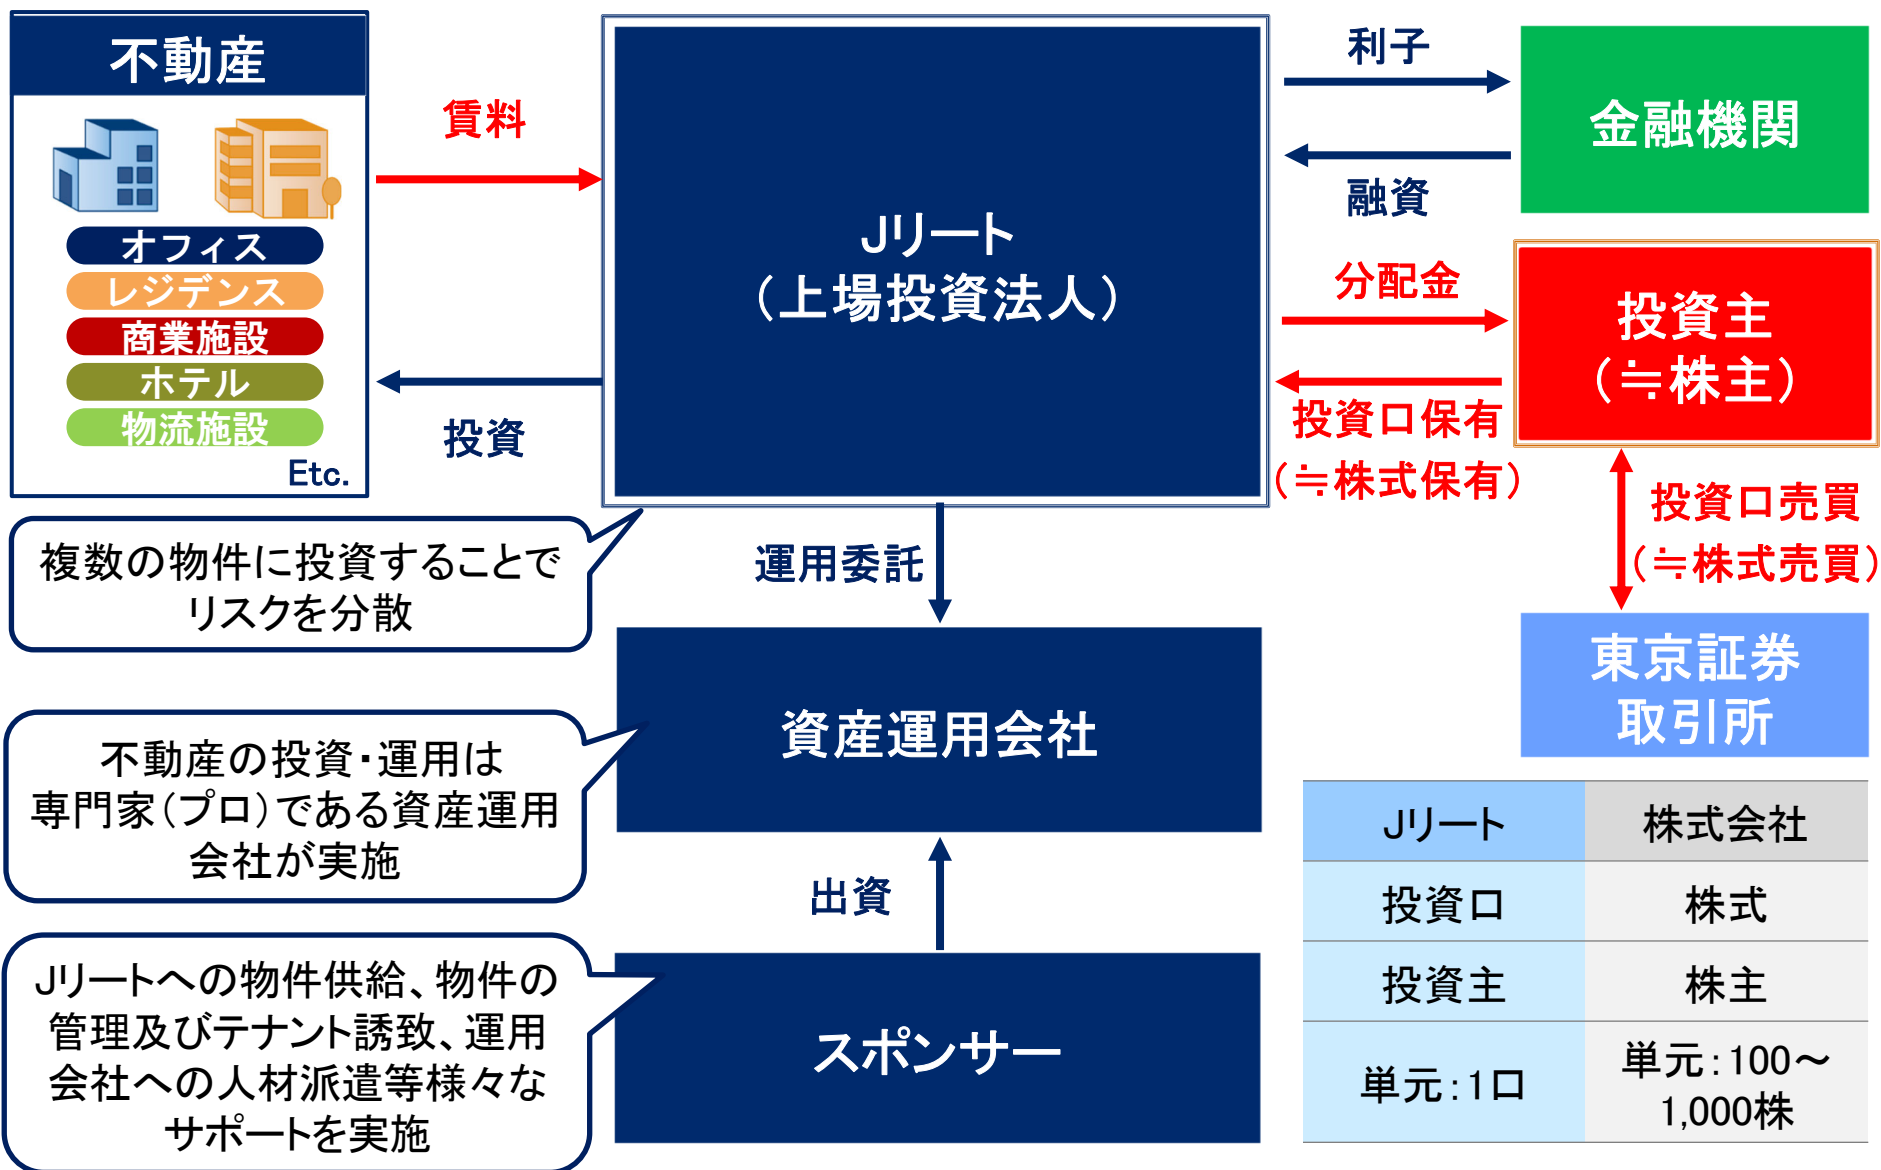 不動産
オフィス
レジデンス
商業施設
ホテル
物流施設
Etc.
賃料
投資
Jリート
（上場投資法人）
利子
融資
金融機関
分配金
投資口保有
（≒株式保有）
投資主
（≒株主）
投資口売買
（≒株式売買）
東京証券
取引所
複数の物件に投資することで
リスクを分散
運用委託
資産運用会社
不動産の投資・運用は
専門家（プロ）である資産運用
会社が実施
出資
スポンサー
Jリートへの物件供給、物件の
管理及びテナント誘致、運用
会社への人材派遣等様々な
サポートを実施
Jリート 株式会社
投資口 株式
投資主 株主
単元：1口 単元：100～
1,000株